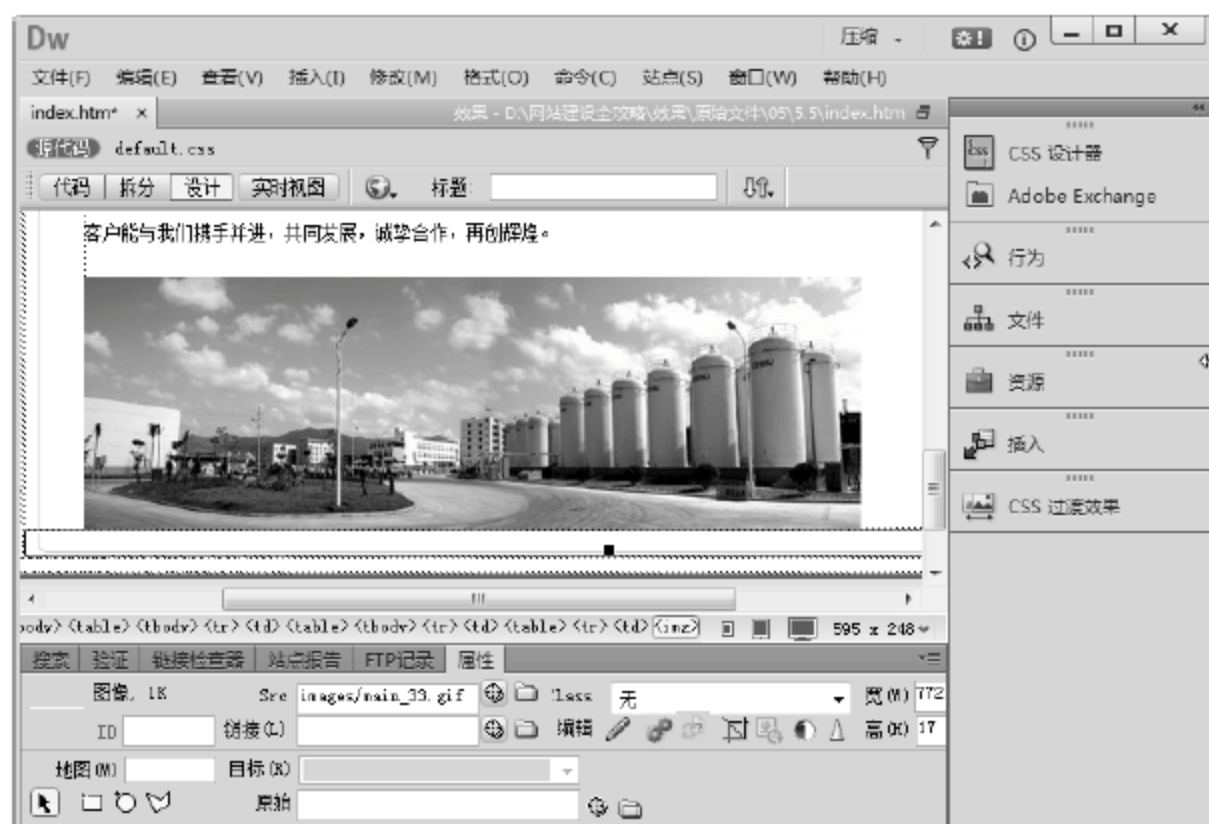 Dw 压缩
文件(F) 编辑(E) 查看(V) 插入(I) 修改(M) 格式(O) 命令(C) 站点(S) 窗口(W) 帮助(H)
index.htm* × 效果 - D:\网站建设全攻略\效果\原始文件\05\5.5\index.htm
源代码 default.css
代码 拆分 设计 实时视图 标题:
客户能与我们携手并进，共同发展，诚挚合作，再创辉煌。
CSS 设计器
Adobe Exchange
行为
文件
资源
插入
CSS 过渡效果
body> <table> <tbody> <tr> <td> <table> <tbody> <tr> <td> <table> <tr> <td> <img> 595 x 248
搜索 验证 链接检查器 站点报告 FTP记录 属性
图像, 1K Src images/main_33.gif Class 无 宽(W) 772
ID 链接(L) 编辑 高(H) 17
地图(M) 目标(R)
原始